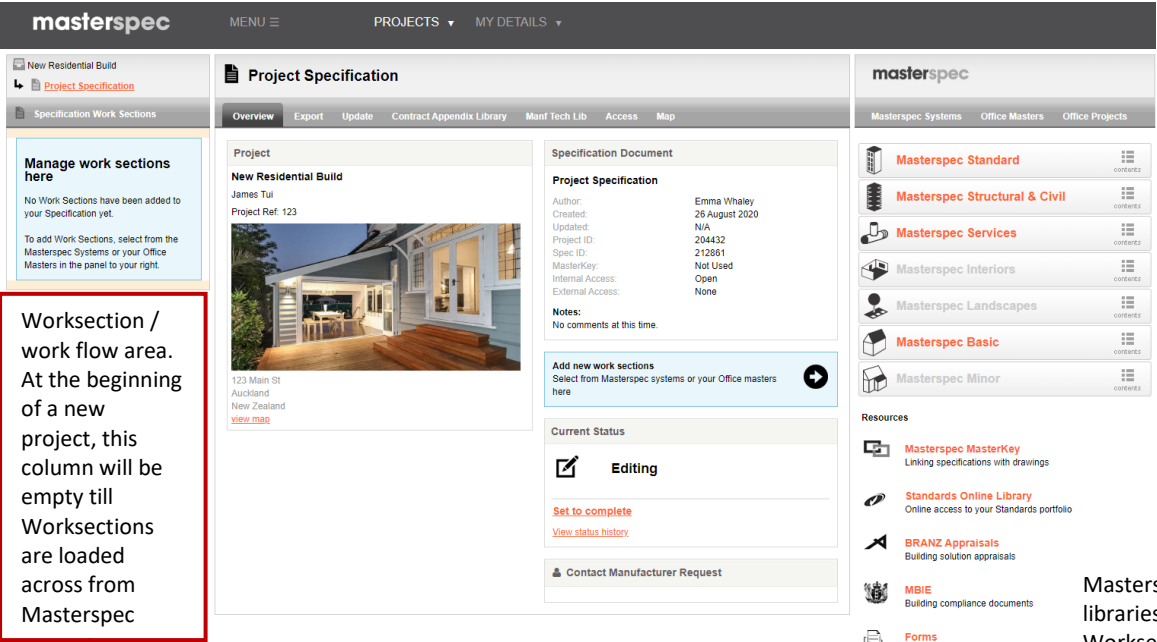 masterspec
MENU ☰
PROJECTS ▼
MY DETAILS ▼
New Residential Build
Project Specification
Specification Work Sections
Manage work sections
here
No Work Sections have been added to
your Specification yet.
To add Work Sections, select from the
Masterspec Systems or your Office
Masters in the panel to your right.
Worksection /
work flow area.
At the beginning
of a new
project, this
column will be
empty till
Worksections
are loaded
across from
Masterspec
Project Specification
Overview Export Update Contract Appendix Library Manf Tech Lib Access Map
Project
New Residential Build
James Tui
Project Ref: 123
123 Main St
Auckland
New Zealand
view map
Specification Document
Project Specification
Author: Emma Whaley
Created: 26 August 2020
Updated: N/A
Project ID: 204432
Spec ID: 212861
MasterKey: Not Used
Internal Access: Open
External Access: None
Notes:
No comments at this time.
Add new work sections
Select from Masterspec systems or your Office masters
here
Current Status
Editing
Set to complete
View status history
Contact Manufacturer Request
masterspec
Masterspec Systems Office Masters Office Projects
Masterspec Standard
contents
Masterspec Structural & Civil
contents
Masterspec Services
contents
Masterspec Interiors
contents
Masterspec Landscapes
contents
Masterspec Basic
contents
Masterspec Minor
contents
Resources
Masterspec MasterKey
Linking specifications with drawings
Standards Online Library
Online access to your Standards portfolio
BRANZ Appraisals
Building solution appraisals
MBIE
Building compliance documents
Forms
Masters
libraries